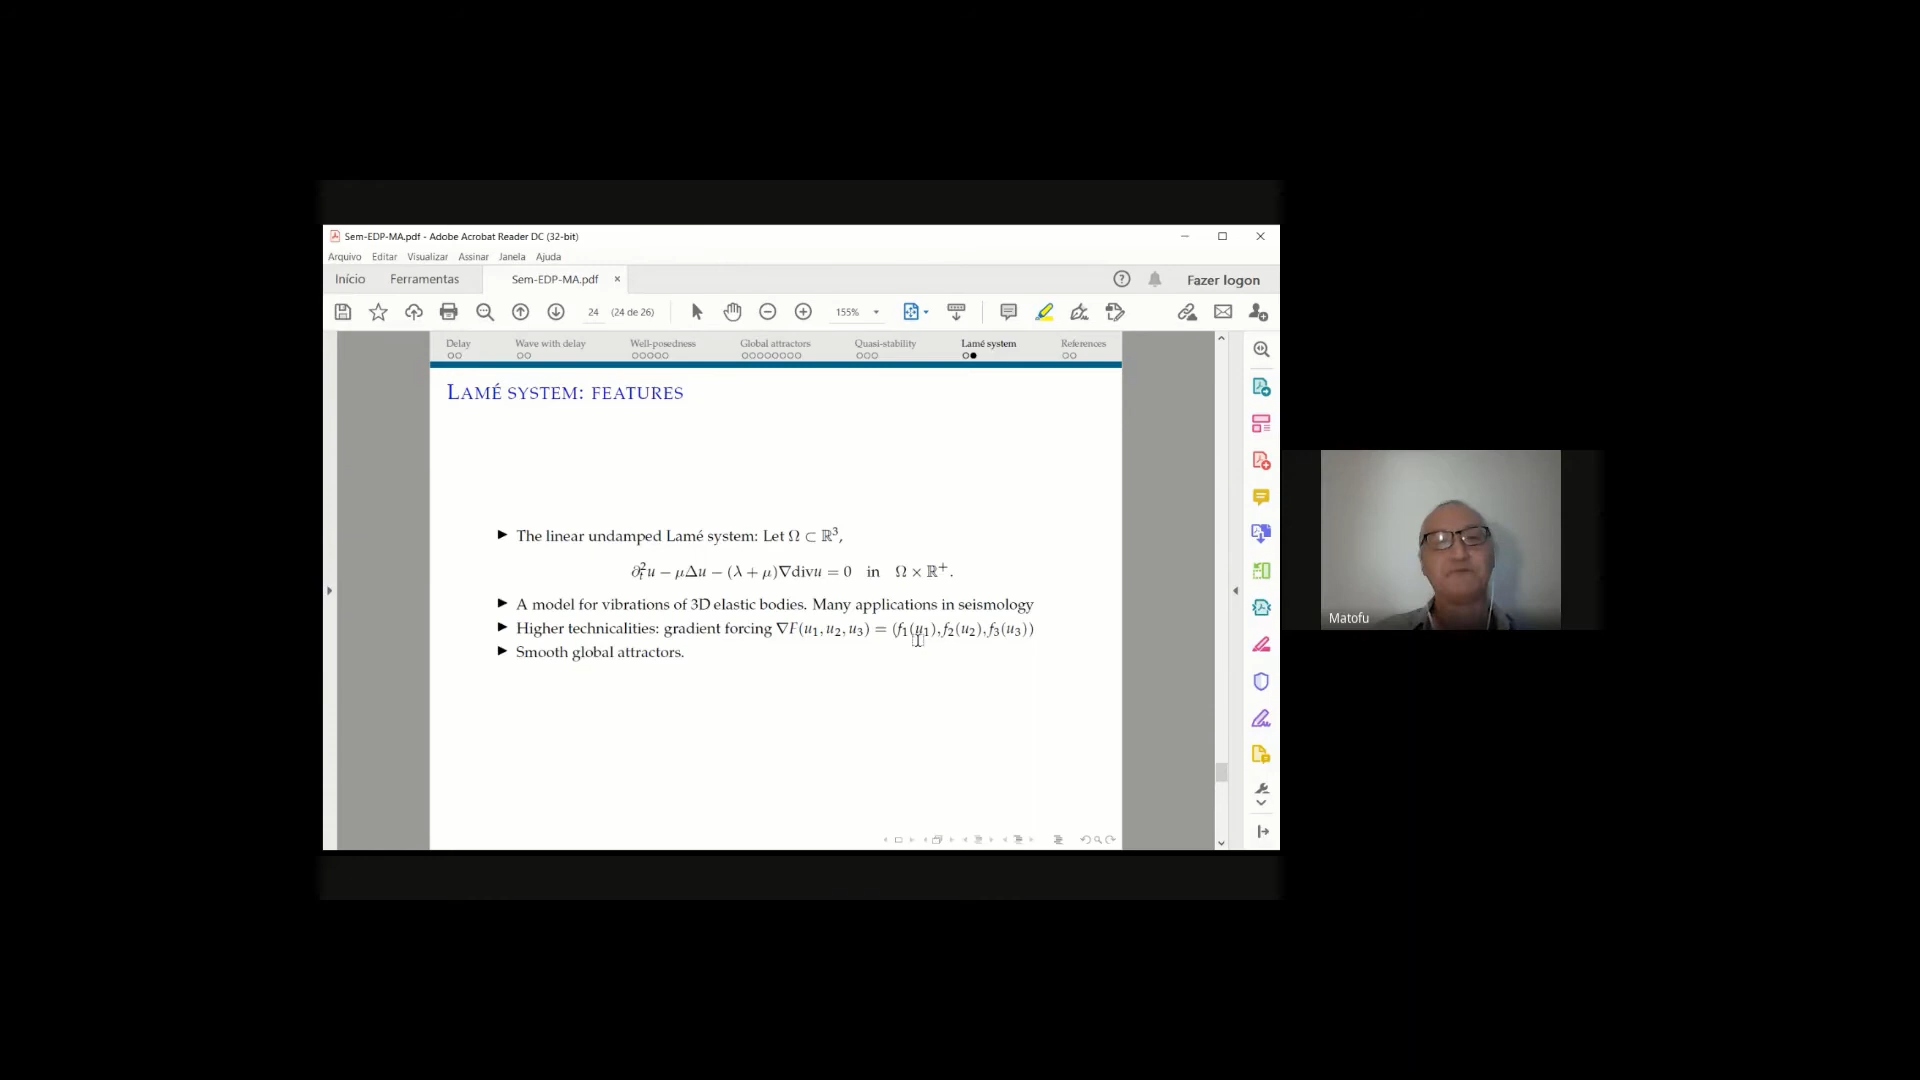 Sem-EDP-MA.pdf - Adobe Acrobat Reader DC (32-bit)
Arquivo Editar Visualizar Assinar Janela Ajuda
Início Ferramentas Sem-EDP-MA.pdf × Fazer logon
24 (24 de 26) 155%
Delay Wave with delay Well-posedness Global attractors Quasi-stability Lamé system References
LAMÉ SYSTEM: FEATURES
▶ The linear undamped Lamé system: Let Ω ⊂ ℝ³,
∂²ₜu − μΔu − (λ + μ)∇divu = 0 in Ω × ℝ⁺.
▶ A model for vibrations of 3D elastic bodies. Many applications in seismology
▶ Higher technicalities: gradient forcing ∇F(u₁, u₂, u₃) = (f₁(u₁), f₂(u₂), f₃(u₃))
▶ Smooth global attractors.
Matofu